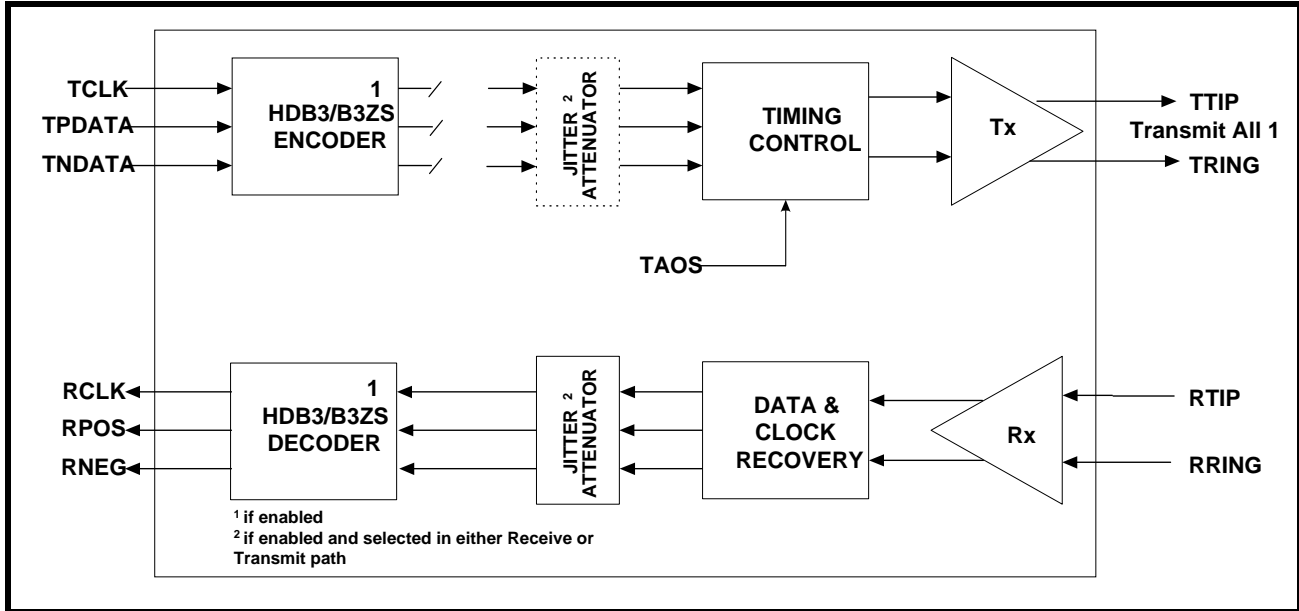 TCLK
TPDATA
TNDATA
1
HDB3/B3ZS
ENCODER
JITTER 2
ATTENUATOR
TIMING
CONTROL
Tx
TTIP
Transmit All 1
TRING
TAOS
RCLK
RPOS
RNEG
1
HDB3/B3ZS
DECODER
JITTER 2
ATTENUATOR
DATA &
CLOCK
RECOVERY
Rx
RTIP
RRING
1 if enabled
2 if enabled and selected in either Receive or
Transmit path